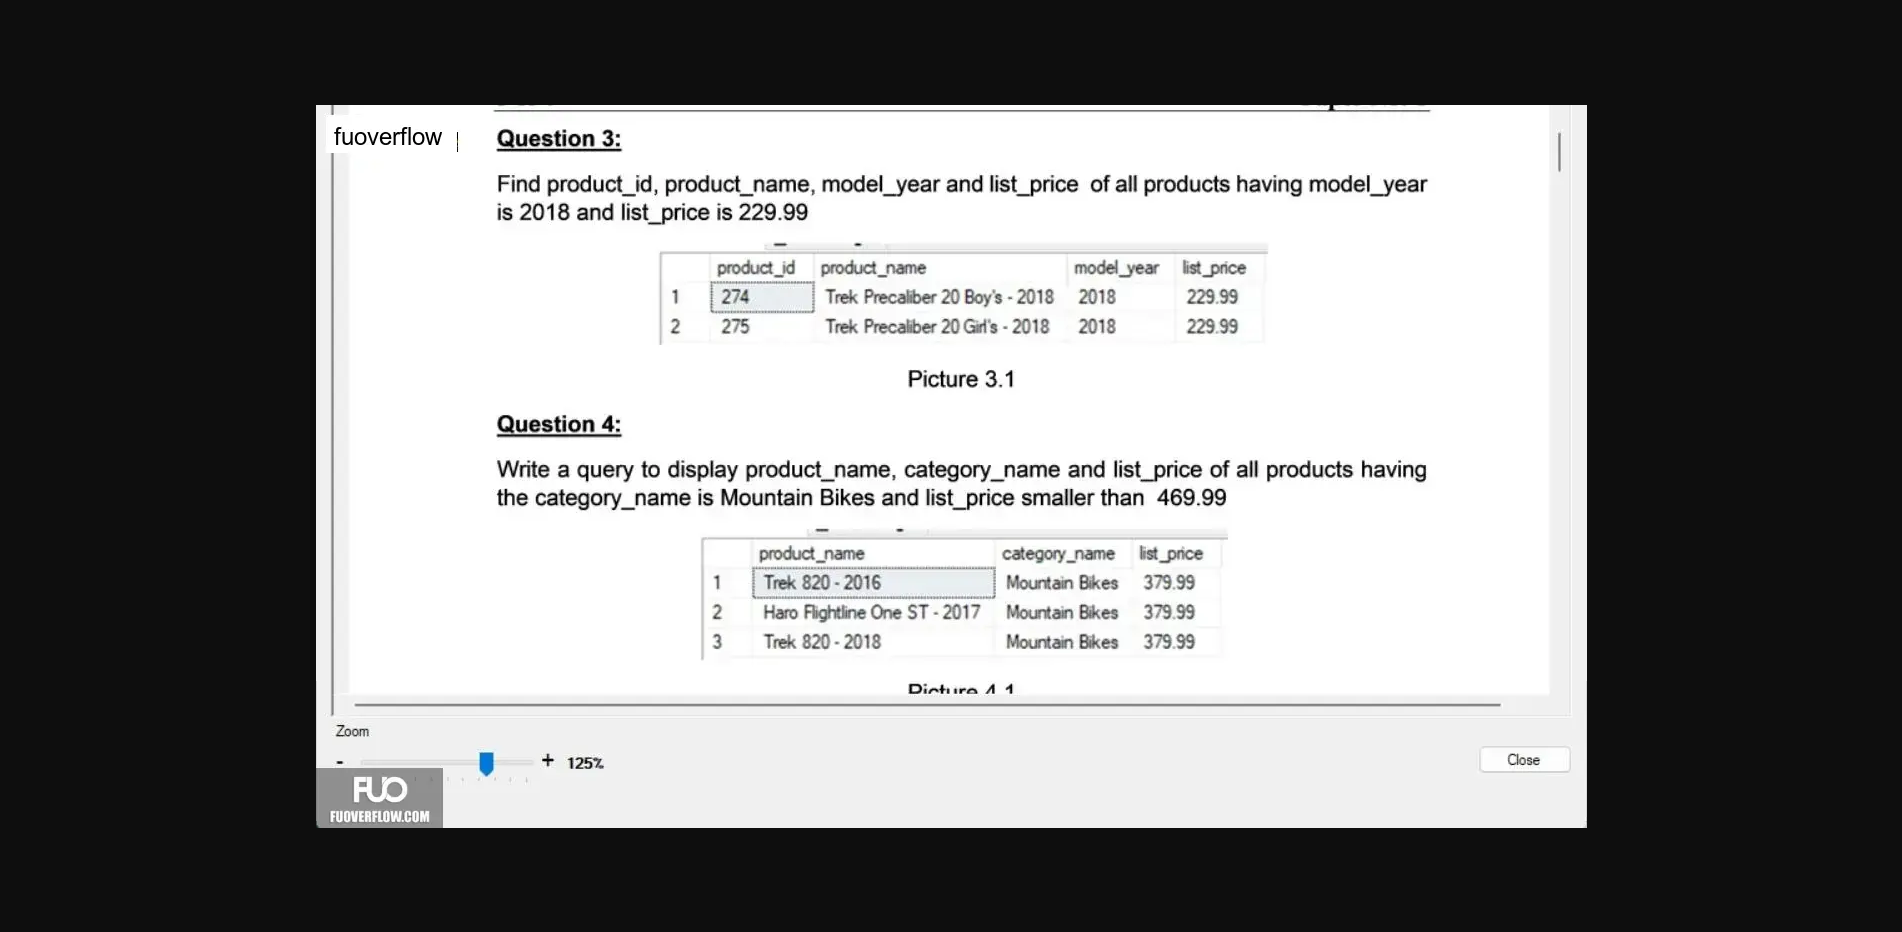 fuoverflow
Question 3:
Find product_id, product_name, model_year and list_price of all products having model_year
is 2018 and list_price is 229.99
product_id product_name model_year list_price
1 274 Trek Precaliber 20 Boy's - 2018 2018 229.99
2 275 Trek Precaliber 20 Girl's - 2018 2018 229.99
Picture 3.1
Question 4:
Write a query to display product_name, category_name and list_price of all products having
the category_name is Mountain Bikes and list_price smaller than 469.99
product_name category_name list_price
1 Trek 820 - 2016 Mountain Bikes 379.99
2 Haro Flightline One ST - 2017 Mountain Bikes 379.99
3 Trek 820 - 2018 Mountain Bikes 379.99
Picture 4.1
Zoom
- + 125%
Close
FUO
FUOVERFLOW.COM